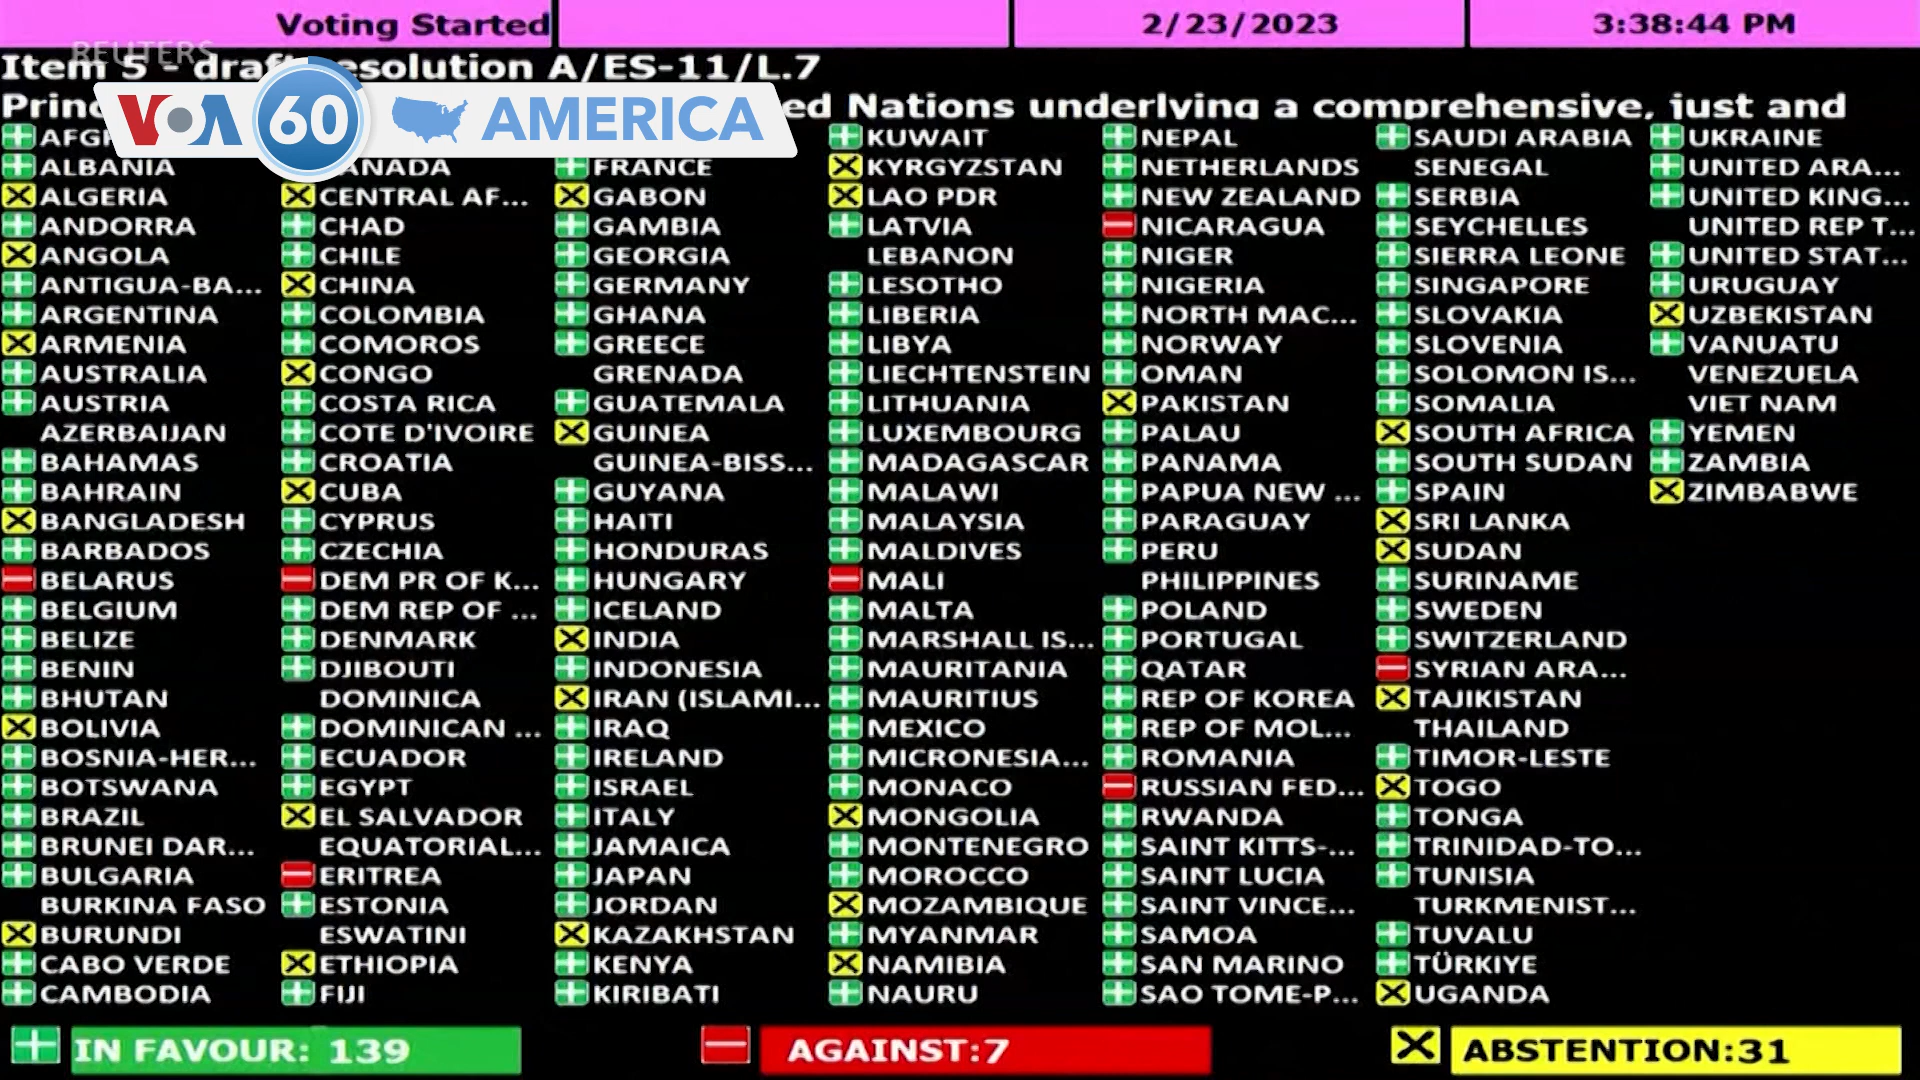 Voting Started 2/23/2023 3:38:44 PM
REUTERS
Item 5 - draft resolution A/ES-11/L.7
VOA 60 AMERICA
Nations underlying a comprehensive, just and
KUWAIT NEPAL SAUDI ARABIA UKRAINE
ALBANIA FRANCE KYRGYZSTAN NETHERLANDS SENEGAL UNITED ARA...
ALGERIA CENTRAL AF... GABON LAO PDR NEW ZEALAND SERBIA UNITED KING...
ANDORRA CHAD GAMBIA LATVIA NICARAGUA SEYCHELLES UNITED REP T...
ANGOLA CHILE GEORGIA LEBANON NIGER SIERRA LEONE UNITED STAT...
ANTIGUA-BA... CHINA GERMANY LESOTHO NIGERIA SINGAPORE URUGUAY
ARGENTINA COLOMBIA GHANA LIBERIA NORTH MAC... SLOVAKIA UZBEKISTAN
ARMENIA COMOROS GREECE LIBYA NORWAY SLOVENIA VANUATU
AUSTRALIA CONGO GRENADA LIECHTENSTEIN OMAN SOLOMON IS... VENEZUELA
AUSTRIA COSTA RICA GUATEMALA LITHUANIA PAKISTAN SOMALIA VIET NAM
AZERBAIJAN COTE D'IVOIRE GUINEA LUXEMBOURG PALAU SOUTH AFRICA YEMEN
BAHAMAS CROATIA GUINEA-BISS... MADAGASCAR PANAMA SOUTH SUDAN ZAMBIA
BAHRAIN CUBA GUYANA MALAWI PAPUA NEW ... SPAIN ZIMBABWE
BANGLADESH CYPRUS HAITI MALAYSIA PARAGUAY SRI LANKA
BARBADOS CZECHIA HONDURAS MALDIVES PERU SUDAN
BELARUS DEM PR OF K... HUNGARY MALI PHILIPPINES SURINAME
BELGIUM DEM REP OF ... ICELAND MALTA POLAND SWEDEN
BELIZE DENMARK INDIA MARSHALL IS... PORTUGAL SWITZERLAND
BENIN DJIBOUTI INDONESIA MAURITANIA QATAR SYRIAN ARA...
BHUTAN DOMINICA IRAN (ISLAMI... MAURITIUS REP OF KOREA TAJIKISTAN
BOLIVIA DOMINICAN ... IRAQ MEXICO REP OF MOL... THAILAND
BOSNIA-HER... ECUADOR IRELAND MICRONESIA... ROMANIA TIMOR-LESTE
BOTSWANA EGYPT ISRAEL MONACO RUSSIAN FED... TOGO
BRAZIL EL SALVADOR ITALY MONGOLIA RWANDA TONGA
BRUNEI DAR... EQUATORIAL... JAMAICA MONTENEGRO SAINT KITTS-... TRINIDAD-TO...
BULGARIA ERITREA JAPAN MOROCCO SAINT LUCIA TUNISIA
BURKINA FASO ESTONIA JORDAN MOZAMBIQUE SAINT VINCE... TURKMENIST...
BURUNDI ESWATINI KAZAKHSTAN MYANMAR SAMOA TUVALU
CABO VERDE ETHIOPIA KENYA NAMIBIA SAN MARINO TÜRKIYE
CAMBODIA FIJI KIRIBATI NAURU SAO TOME-P... UGANDA
IN FAVOUR: 139 AGAINST:7 ABSTENTION:31